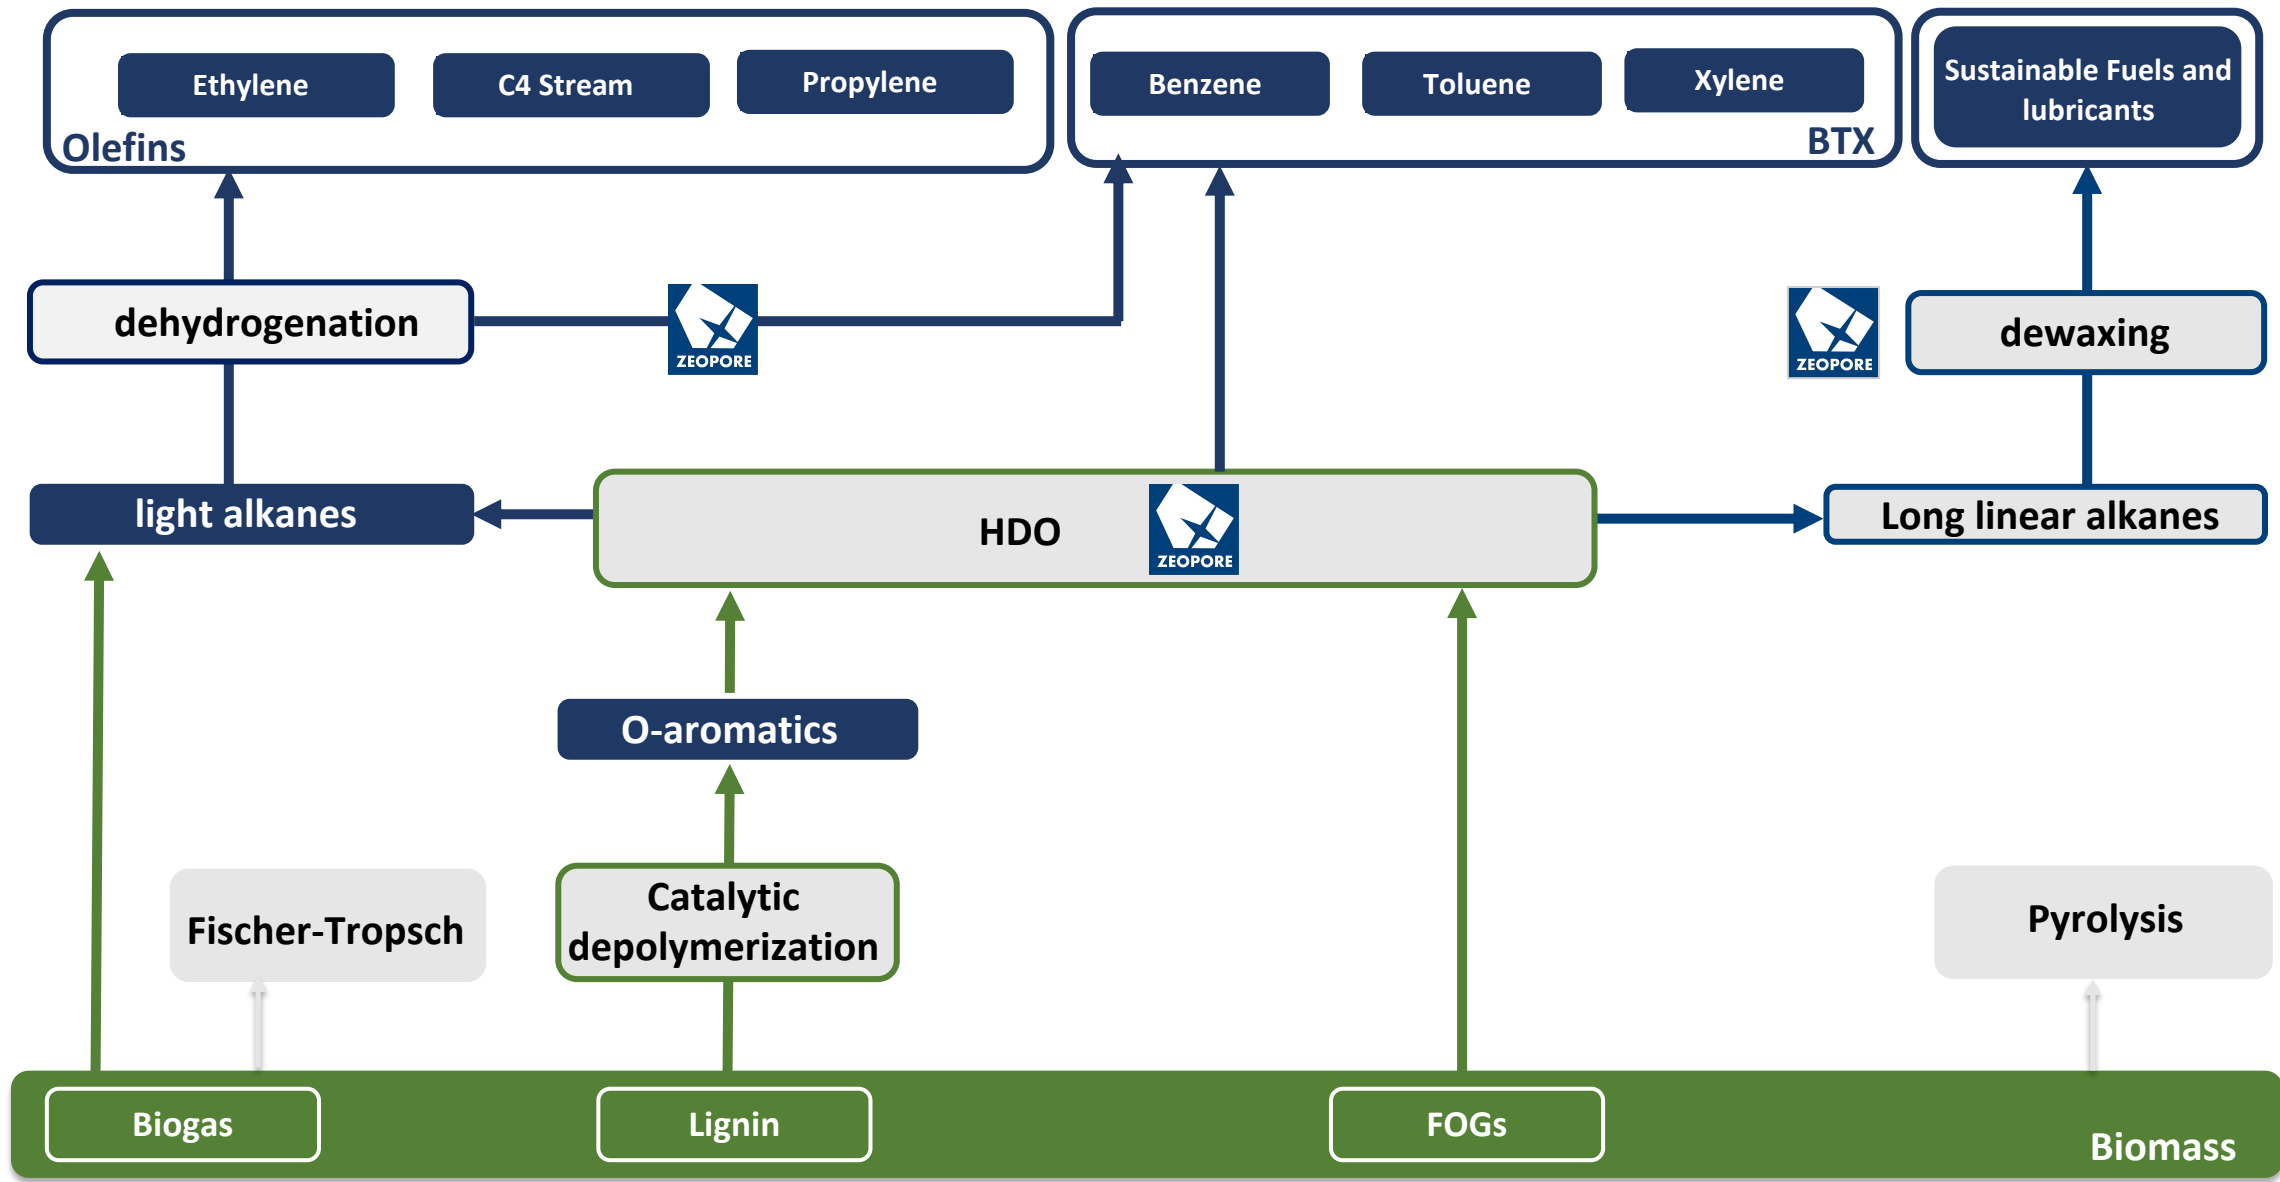 Ethylene
C4 Stream
Propylene
Olefins
Benzene
Toluene
Xylene
BTX
Sustainable Fuels and
lubricants
dehydrogenation
ZEOPORE
ZEOPORE
dewaxing
light alkanes
HDO
ZEOPORE
Long linear alkanes
O-aromatics
Fischer-Tropsch
Catalytic
depolymerization
Pyrolysis
Biogas
Lignin
FOGs
Biomass